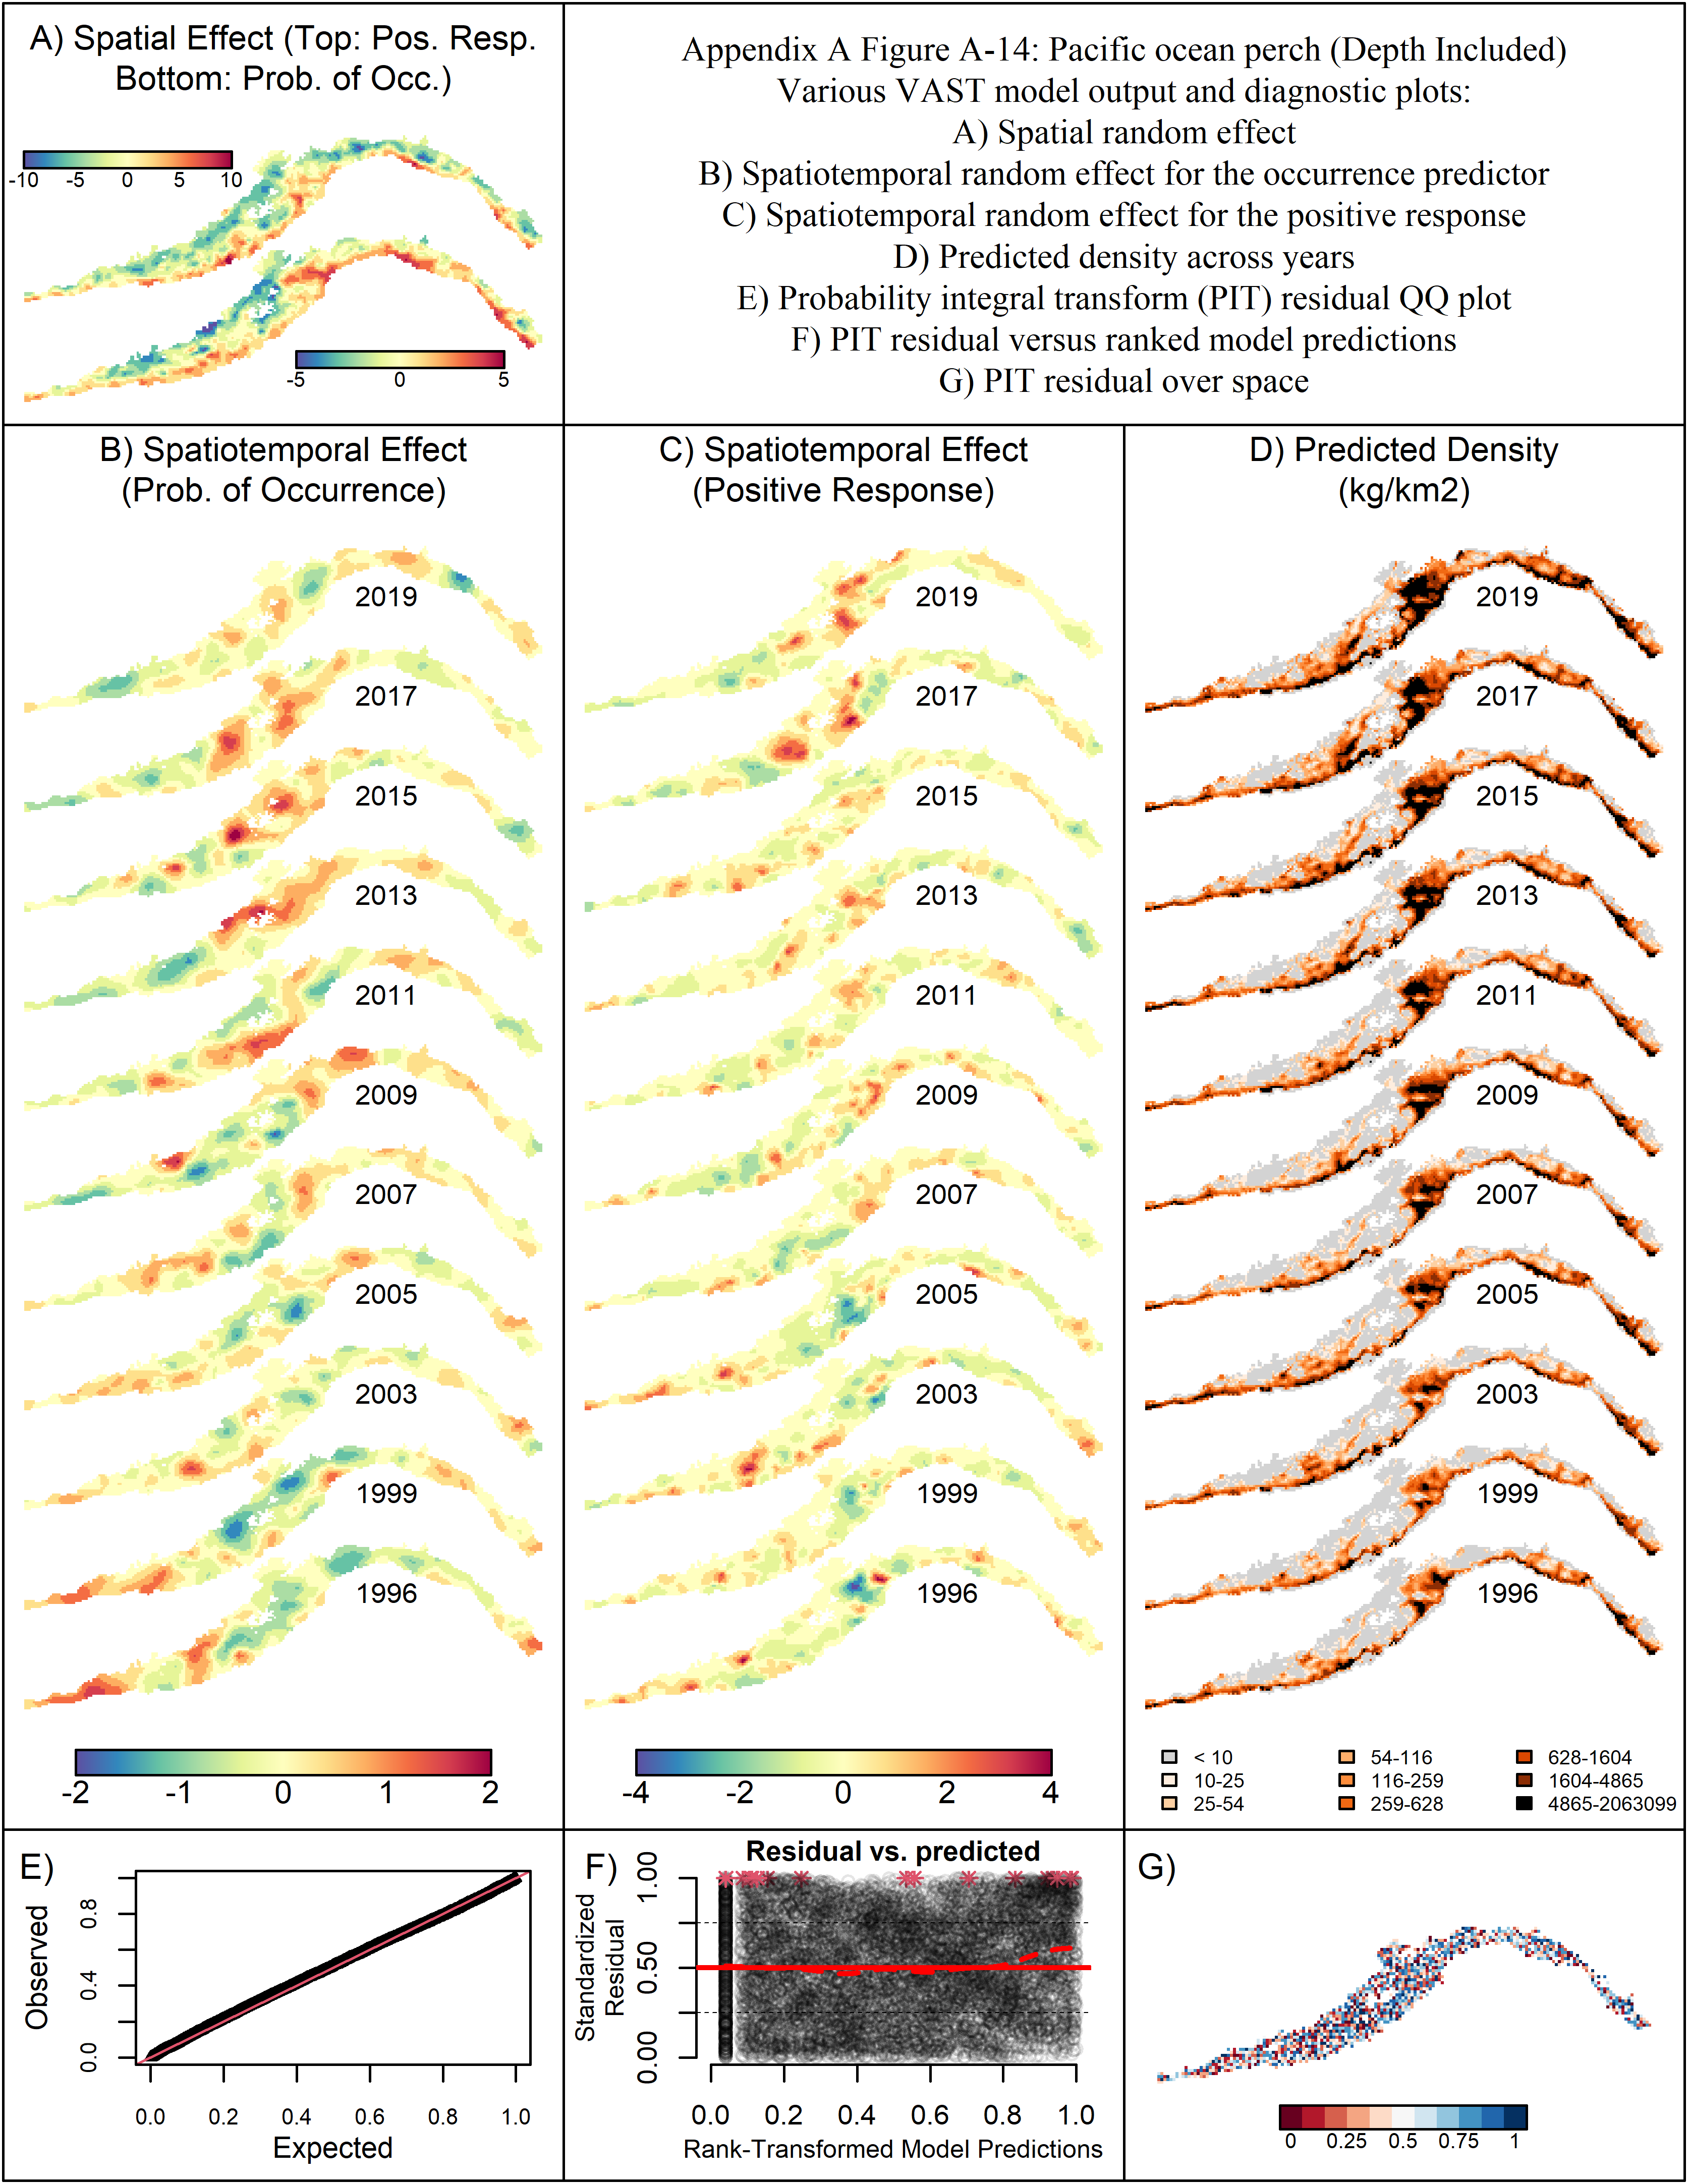 A) Spatial Effect (Top: Pos. Resp.
Bottom: Prob. of Occ.)
-10 -5 0 5 10
-5 0 5
Appendix A Figure A-14: Pacific ocean perch (Depth Included)
Various VAST model output and diagnostic plots:
A) Spatial random effect
B) Spatiotemporal random effect for the occurrence predictor
C) Spatiotemporal random effect for the positive response
D) Predicted density across years
E) Probability integral transform (PIT) residual QQ plot
F) PIT residual versus ranked model predictions
G) PIT residual over space
B) Spatiotemporal Effect
(Prob. of Occurrence)
2019
2017
2015
2013
2011
2009
2007
2005
2003
1999
1996
-2 -1 0 1 2
C) Spatiotemporal Effect
(Positive Response)
2019
2017
2015
2013
2011
2009
2007
2005
2003
1999
1996
-4 -2 0 2 4
D) Predicted Density
(kg/km2)
2019
2017
2015
2013
2011
2009
2007
2005
2003
1999
1996
< 10 54-116 628-1604
10-25 116-259 1604-4865
25-54 259-628 4865-2063099
E)
Observed
0.0 0.4 0.8
0.0 0.2 0.4 0.6 0.8 1.0
Expected
F)
Residual vs. predicted
Standardized
Residual
0.00 0.50 1.00
0.0 0.2 0.4 0.6 0.8 1.0
Rank-Transformed Model Predictions
G)
0 0.25 0.5 0.75 1